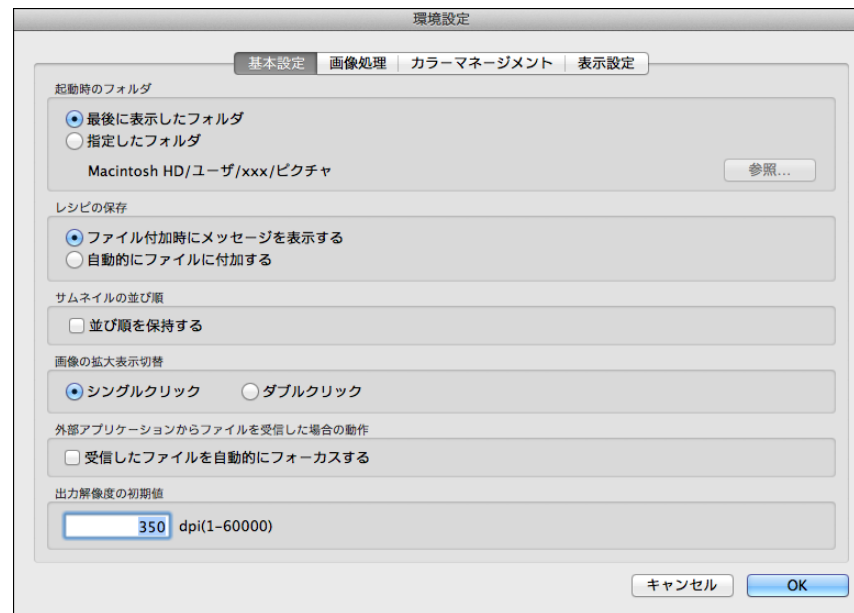 環境設定
基本設定 画像処理 カラーマネージメント 表示設定
起動時のフォルダ
最後に表示したフォルダ
指定したフォルダ
Macintosh HD/ユーザ/xxx/ピクチャ 参照...
レシピの保存
ファイル付加時にメッセージを表示する
自動的にファイルに付加する
サムネイルの並び順
並び順を保持する
画像の拡大表示切替
シングルクリック ダブルクリック
外部アプリケーションからファイルを受信した場合の動作
受信したファイルを自動的にフォーカスする
出力解像度の初期値
350 dpi(1-60000)
キャンセル OK